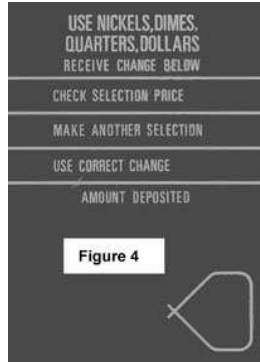 USE NICKELS,DIMES,
QUARTERS,DOLLARS
RECEIVE CHANGE BELOW
CHECK SELECTION PRICE
MAKE ANOTHER SELECTION
USE CORRECT CHANGE
AMOUNT DEPOSITED
Figure 4